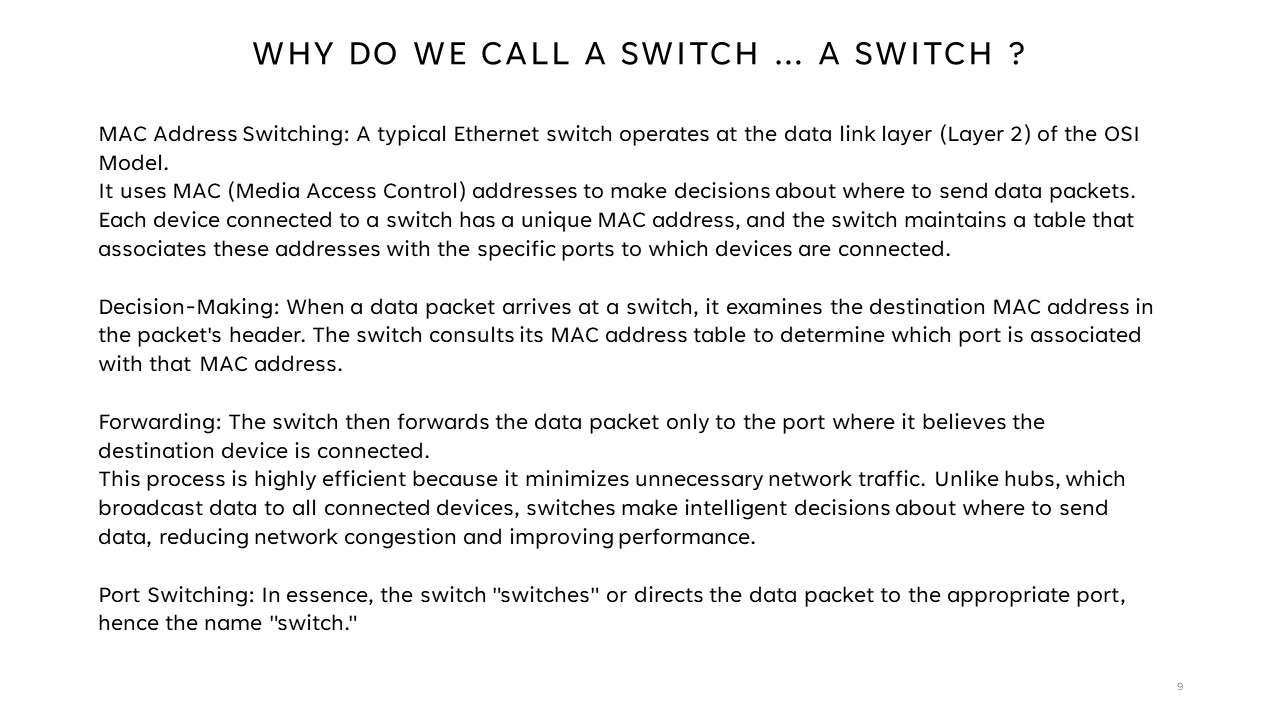 WHY DO WE CALL A SWITCH ... A SWITCH ?
MAC Address Switching: A typical Ethernet switch operates at the data link layer (Layer 2) of the OSI
Model.
It uses MAC (Media Access Control) addresses to make decisions about where to send data packets.
Each device connected to a switch has a unique MAC address, and the switch maintains a table that
associates these addresses with the specific ports to which devices are connected.
Decision-Making: When a data packet arrives at a switch, it examines the destination MAC address in
the packet's header. The switch consults its MAC address table to determine which port is associated
with that MAC address.
Forwarding: The switch then forwards the data packet only to the port where it believes the
destination device is connected.
This process is highly efficient because it minimizes unnecessary network traffic. Unlike hubs, which
broadcast data to all connected devices, switches make intelligent decisions about where to send
data, reducing network congestion and improving performance.
Port Switching: In essence, the switch "switches" or directs the data packet to the appropriate port,
hence the name "switch."
9